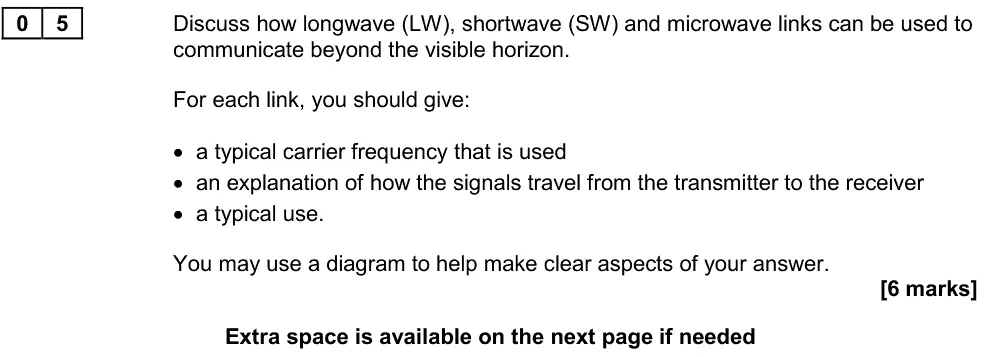 0 5 Discuss how longwave (LW), shortwave (SW) and microwave links can be used to
communicate beyond the visible horizon.
For each link, you should give:
• a typical carrier frequency that is used
• an explanation of how the signals travel from the transmitter to the receiver
• a typical use.
You may use a diagram to help make clear aspects of your answer.
[6 marks]
Extra space is available on the next page if needed